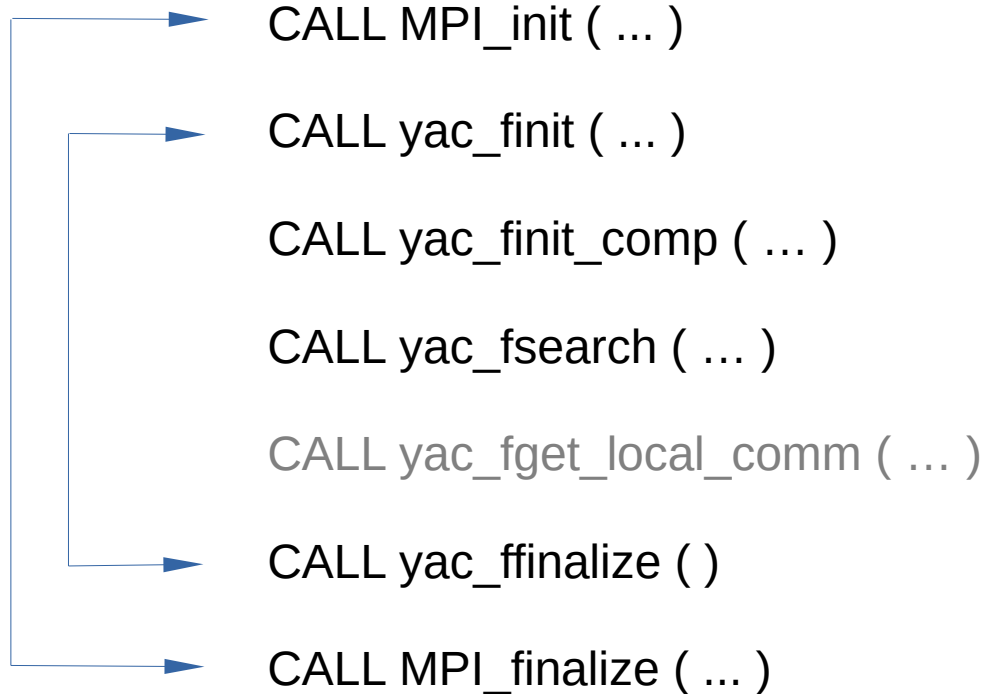 CALL MPI_init ( ... )
CALL yac_finit ( ... )
CALL yac_finit_comp ( … )
CALL yac_fsearch ( … )
CALL yac_fget_local_comm ( … )
CALL yac_ffinalize ( )
CALL MPI_finalize ( ... )